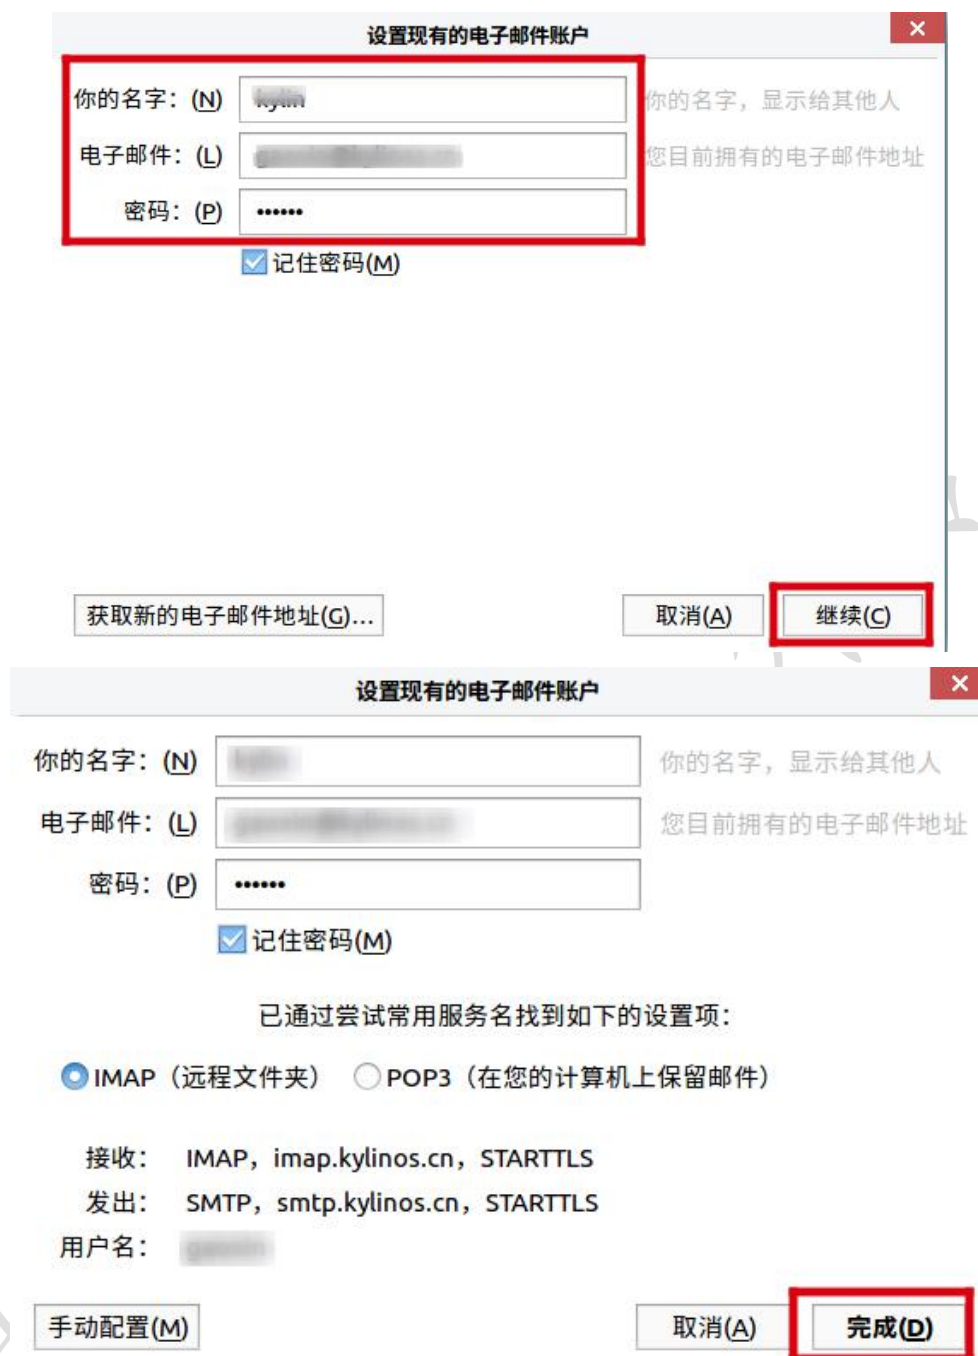 设置现有的电子邮件账户
你的名字：(N) kylin 你的名字，显示给其他人
电子邮件：(L) 您目前拥有的电子邮件地址
密码：(P) ••••••
记住密码(M)
获取新的电子邮件地址(G)... 取消(A) 继续(C)
设置现有的电子邮件账户
你的名字：(N) 你的名字，显示给其他人
电子邮件：(L) 您目前拥有的电子邮件地址
密码：(P) ••••••
记住密码(M)
已通过尝试常用服务名找到如下的设置项：
IMAP（远程文件夹） POP3（在您的计算机上保留邮件）
接收： IMAP，imap.kylinos.cn，STARTTLS
发出： SMTP，smtp.kylinos.cn，STARTTLS
用户名：
手动配置(M) 取消(A) 完成(D)